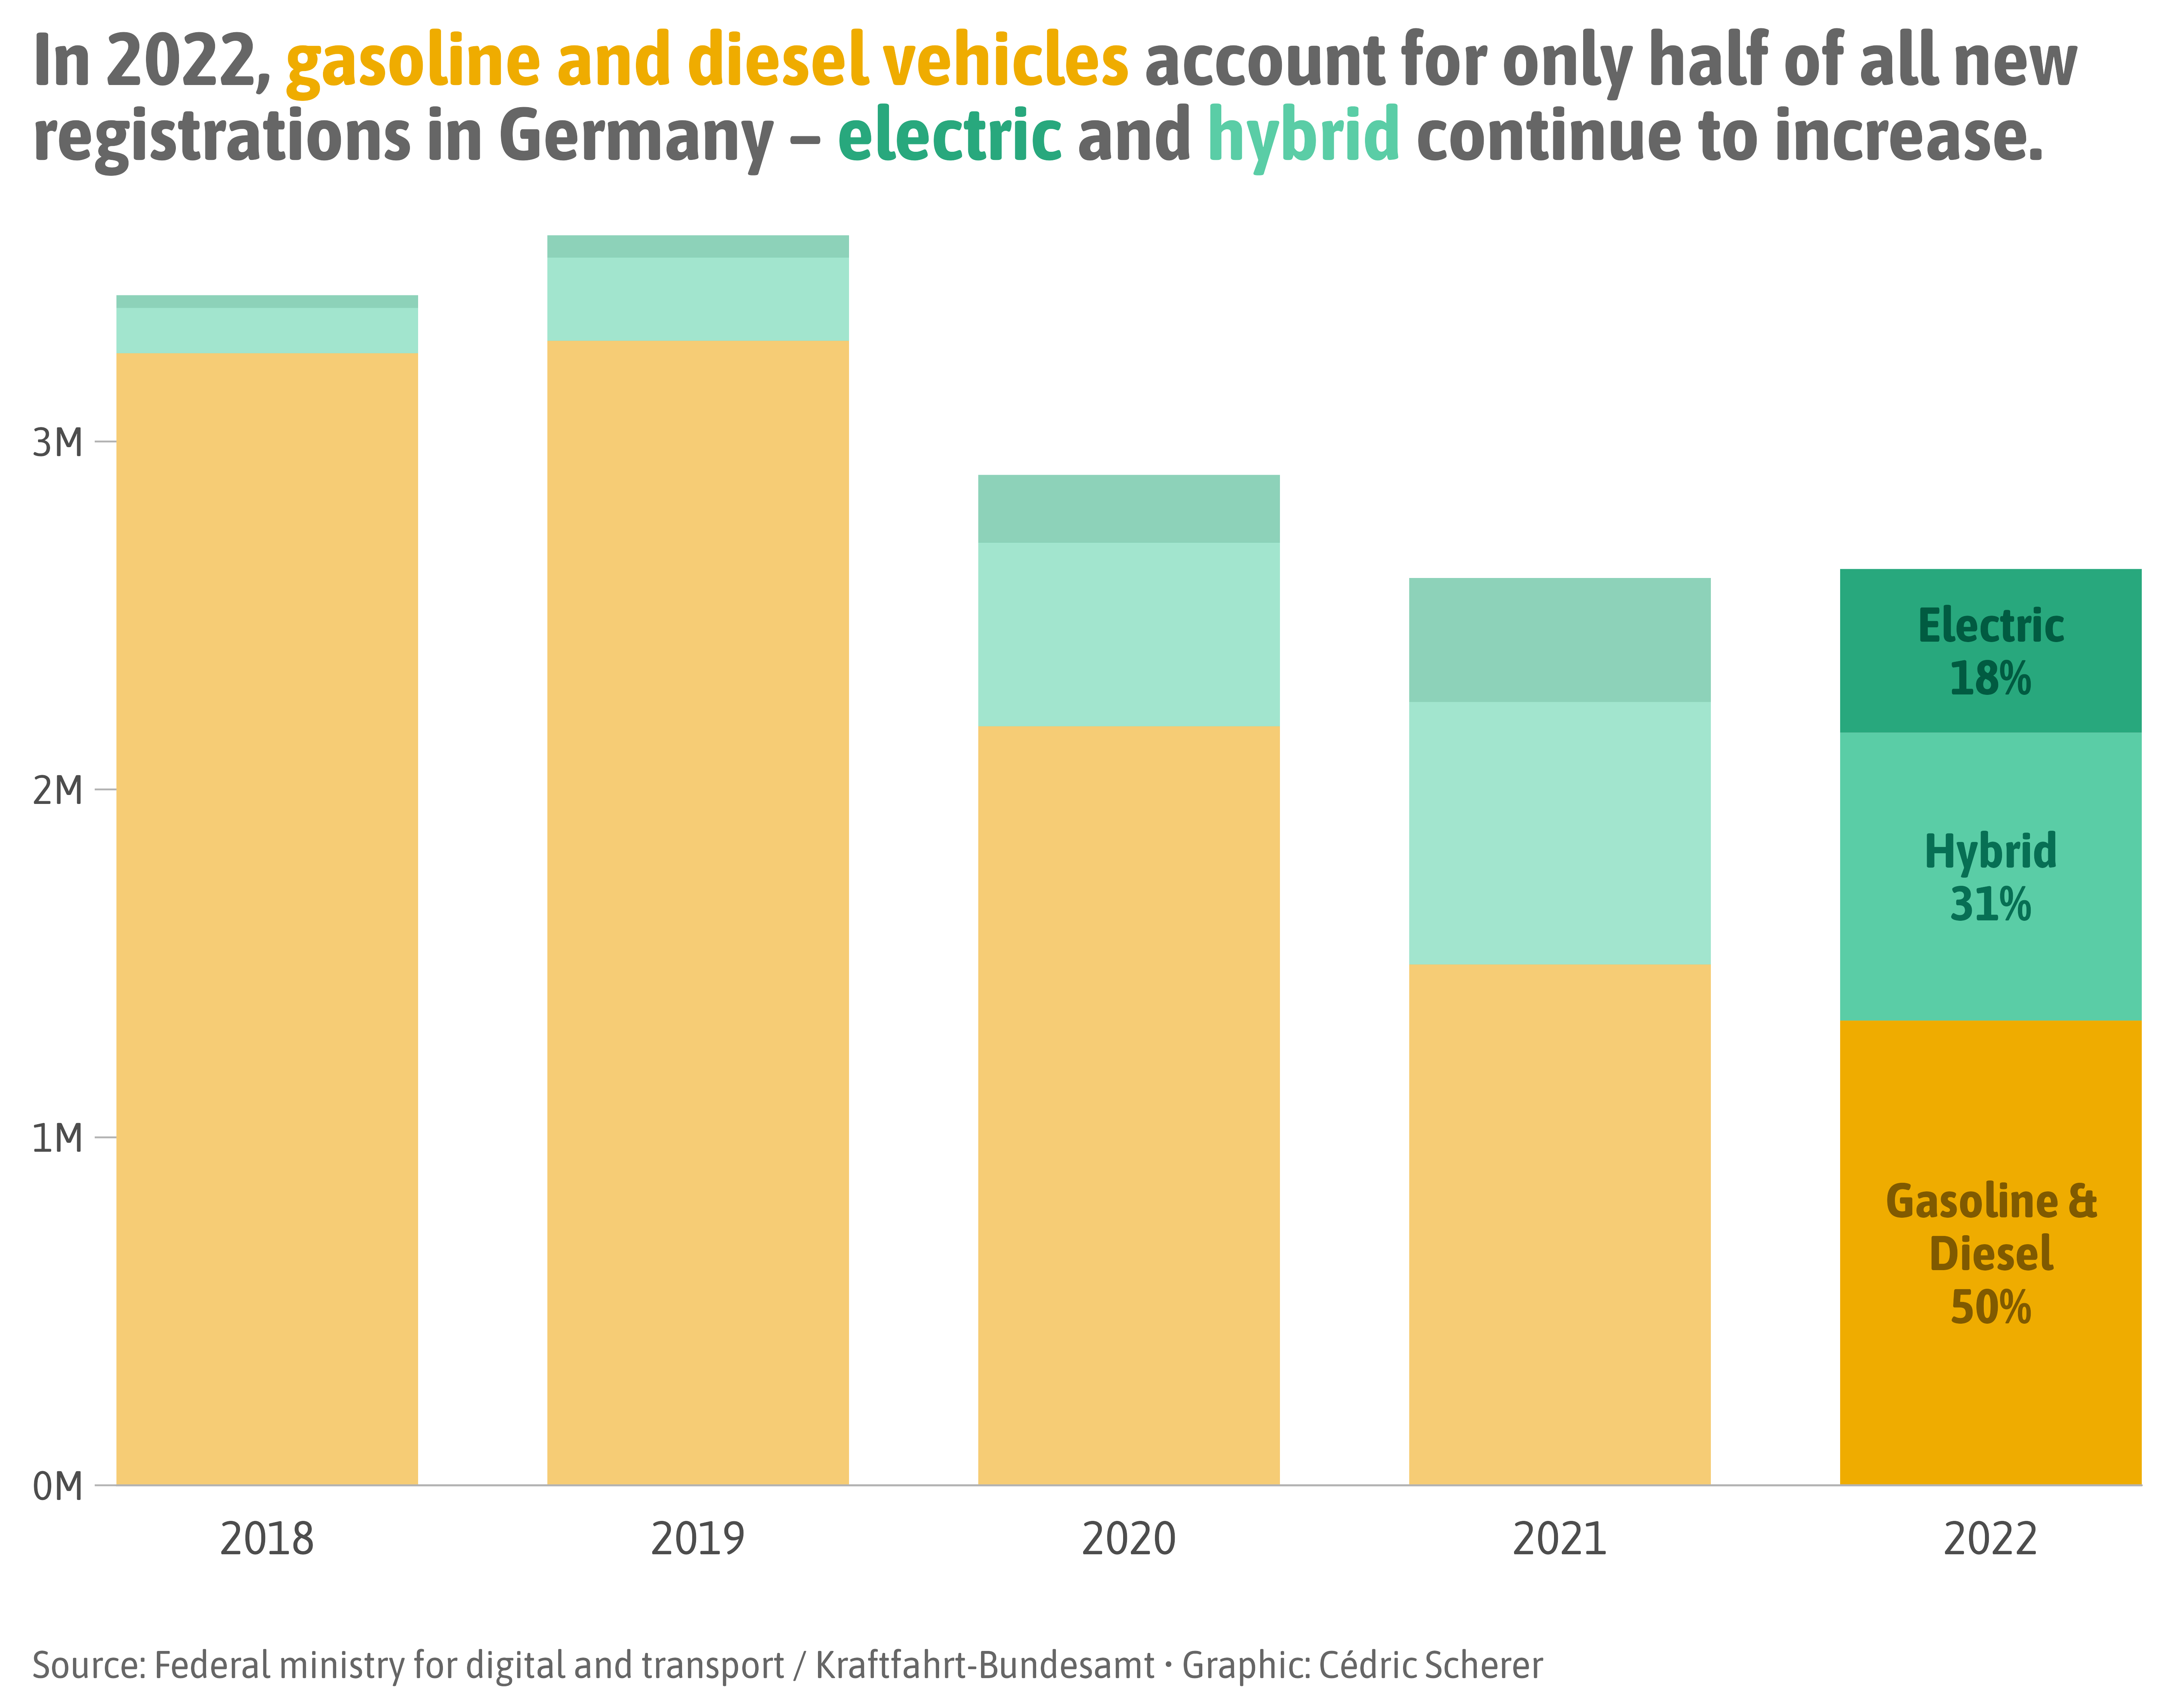 In 2022, gasoline and diesel vehicles account for only half of all new
registrations in Germany – electric and hybrid continue to increase.
3M
2M
1M
0M
Electric
18%
Hybrid
31%
Gasoline &
Diesel
50%
2018 2019 2020 2021 2022
Source: Federal ministry for digital and transport / Kraftfahrt-Bundesamt • Graphic: Cédric Scherer